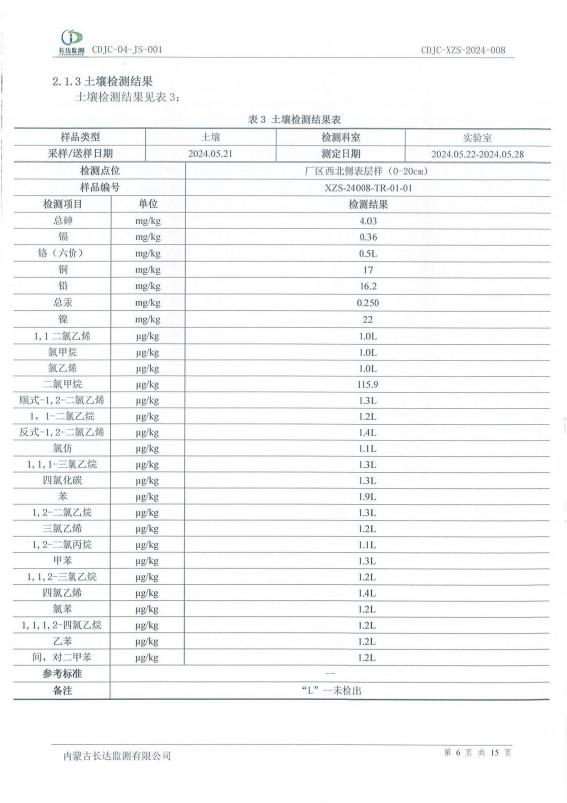 长达监测 CDJC-04-JS-001 CDJC-XZS-2024-008
2.1.3 土壤检测结果
土壤检测结果见表 3：
表 3 土壤检测结果表
样品类型 土壤 检测科室 实验室
采样/送样日期 2024.05.21 测定日期 2024.05.22-2024.05.28
检测点位 厂区西北侧表层样（0-20cm）
样品编号 XZS-24008-TR-01-01
检测项目 单位 检测结果
总砷 mg/kg 4.03
镉 mg/kg 0.36
铬（六价） mg/kg 0.5L
铜 mg/kg 17
铅 mg/kg 16.2
总汞 mg/kg 0.250
镍 mg/kg 22
1,1 二氯乙烯 μg/kg 1.0L
氯甲烷 μg/kg 1.0L
氯乙烯 μg/kg 1.0L
二氯甲烷 μg/kg 115.9
顺式-1,2-二氯乙烯 μg/kg 1.3L
1，1-二氯乙烷 μg/kg 1.2L
反式-1,2-二氯乙烯 μg/kg 1.4L
氯仿 μg/kg 1.1L
1,1,1-三氯乙烷 μg/kg 1.3L
四氯化碳 μg/kg 1.3L
苯 μg/kg 1.9L
1,2-二氯乙烷 μg/kg 1.3L
三氯乙烯 μg/kg 1.2L
1,2-二氯丙烷 μg/kg 1.1L
甲苯 μg/kg 1.3L
1,1,2-三氯乙烷 μg/kg 1.2L
四氯乙烯 μg/kg 1.4L
氯苯 μg/kg 1.2L
1,1,1,2-四氯乙烷 μg/kg 1.2L
乙苯 μg/kg 1.2L
间，对二甲苯 μg/kg 1.2L
参考标准 --
备注 “L”--未检出
内蒙古长达监测有限公司 第 6 页 共 15 页